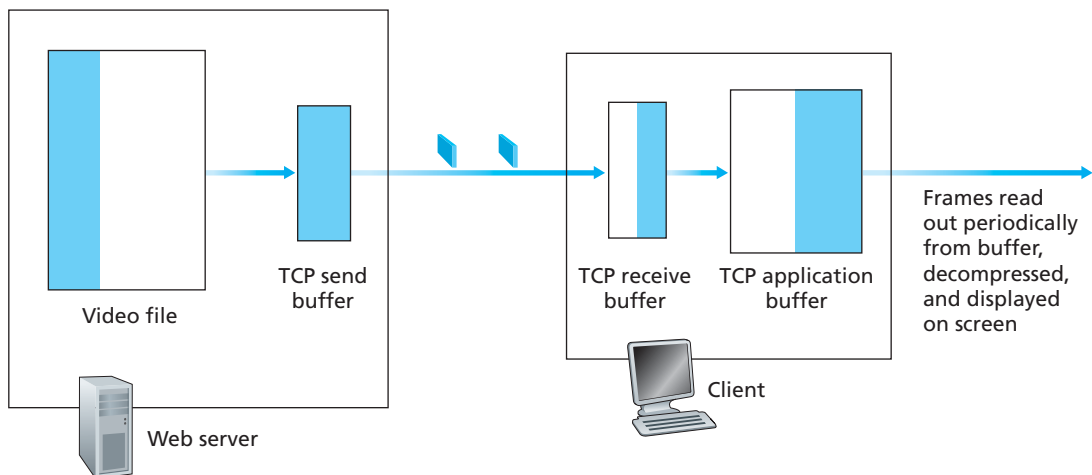 Video file
TCP send
buffer
TCP receive
buffer
TCP application
buffer
Frames read
out periodically
from buffer,
decompressed,
and displayed
on screen
Web server
Client